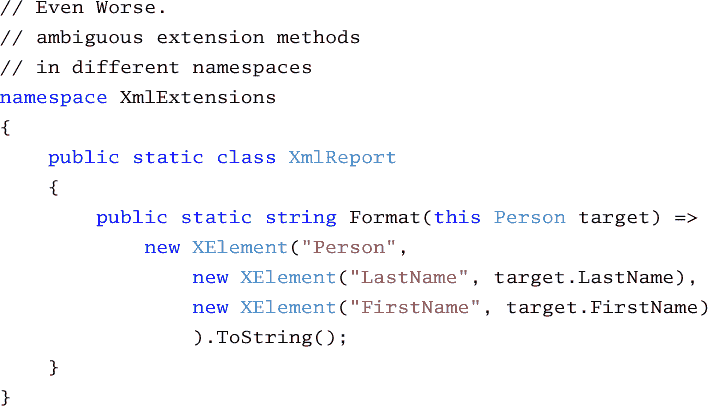 // Even Worse.
// ambiguous extension methods
// in different namespaces
namespace XmlExtensions
{
    public static class XmlReport
    {
        public static string Format(this Person target) =>
            new XElement("Person",
                new XElement("LastName", target.LastName),
                new XElement("FirstName", target.FirstName)
                ).ToString();
    }
}